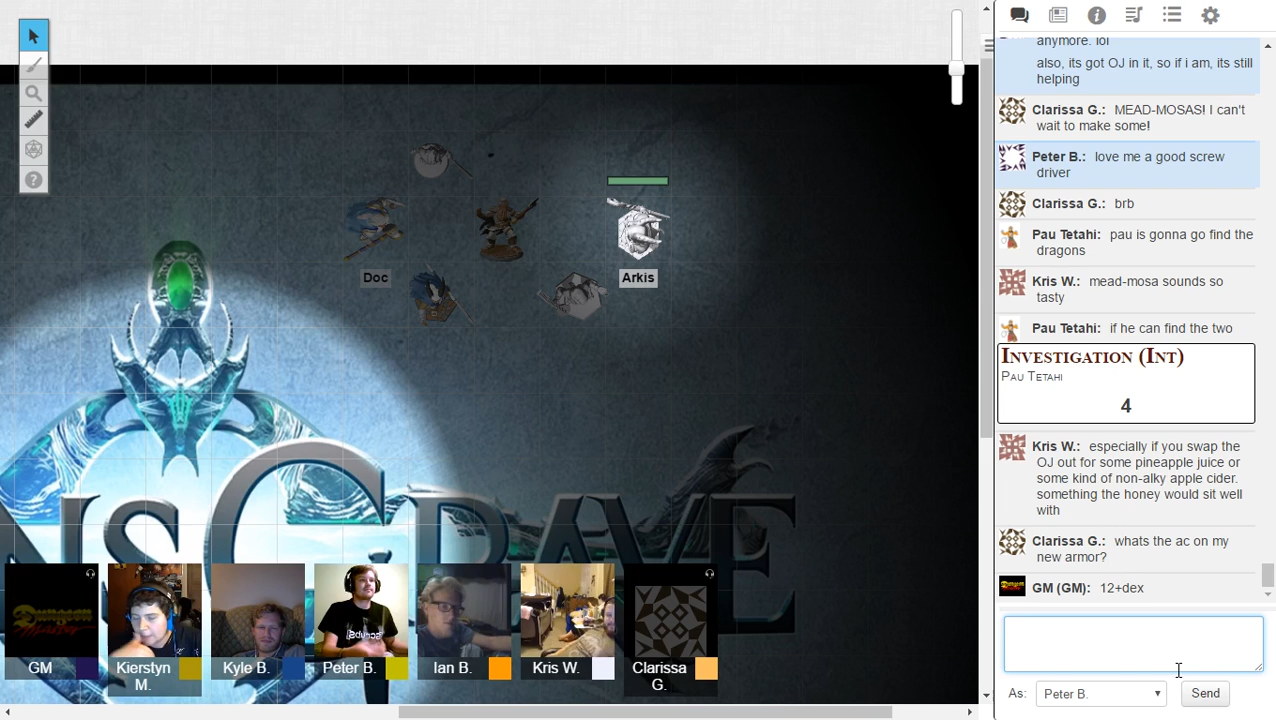 anymore. lol
also, its got OJ in it, so if i am, its still
helping
Clarissa G.: MEAD-MOSAS! I can't
wait to make some!
Peter B.: love me a good screw
driver
Clarissa G.: brb
Pau Tetahi: pau is gonna go find the
dragons
Kris W.: mead-mosa sounds so
tasty
Pau Tetahi: if he can find the two
INVESTIGATION (INT)
PAU TETAHI
4
Kris W.: especially if you swap the
OJ out for some pineapple juice or
some kind of non-alky apple cider.
something the honey would sit well
with
Clarissa G.: whats the ac on my
new armor?
GM (GM): 12+dex
As:
Peter B.
Send
Doc
Arkis
NSGRAVE
Dungeon
Master
GM
Kierstyn
M.
Kyle B.
Peter B.
Ian B.
Kris W.
Clarissa
G.